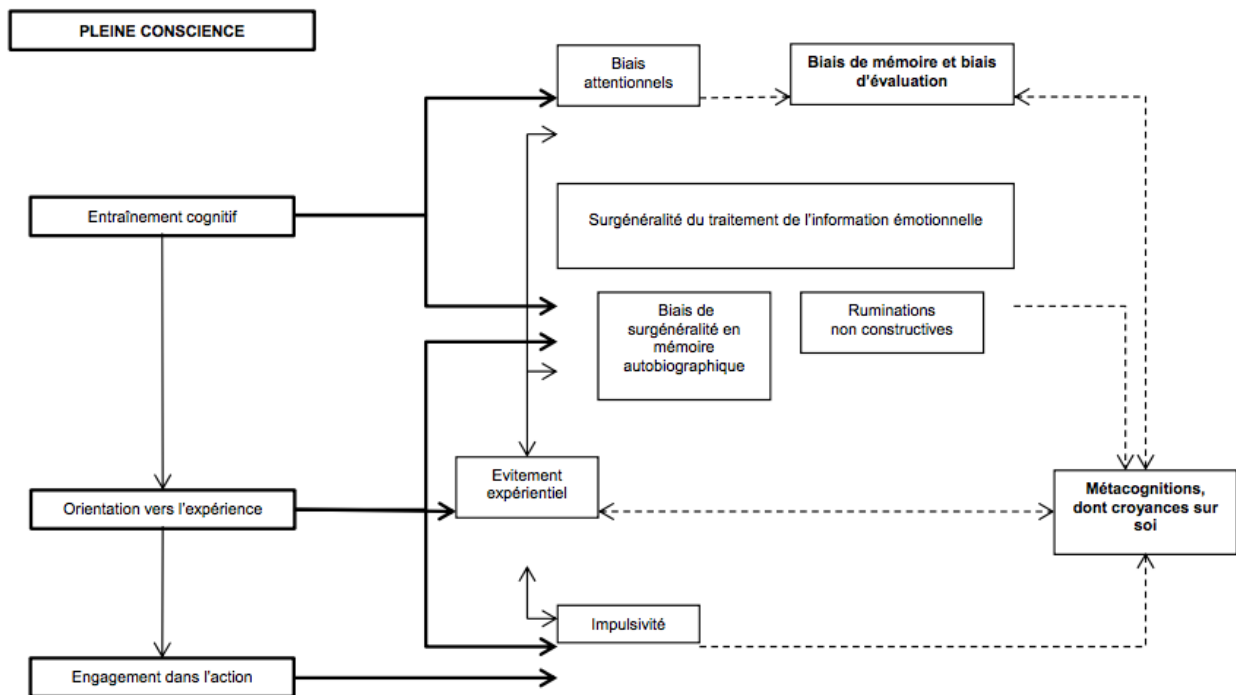 PLEINE CONSCIENCE
Biais
attentionnels
Biais de mémoire et biais
d'évaluation
Entraînement cognitif
Surgénéralité du traitement de l'information émotionnelle
Biais de
surgénéralité en
mémoire
autobiographique
Ruminations
non constructives
Evitement
expérientiel
Orientation vers l'expérience
Métacognitions,
dont croyances sur
soi
Impulsivité
Engagement dans l'action